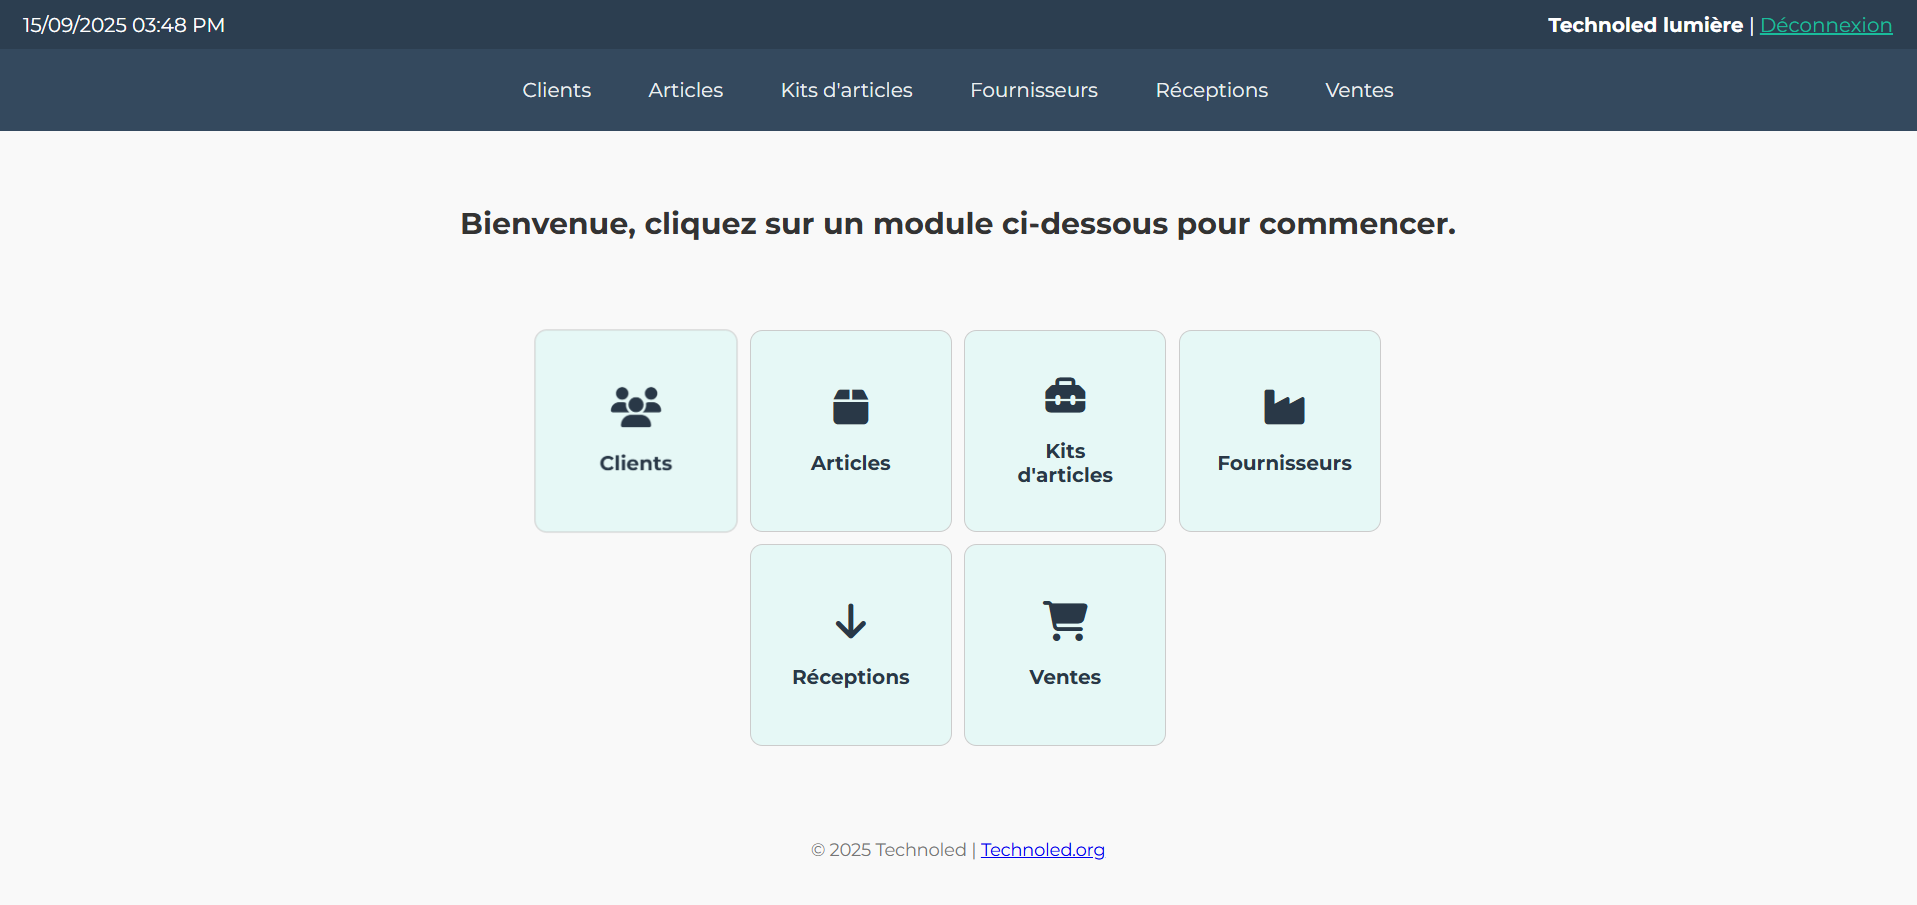 15/09/2025 03:48 PM
Technoled lumière | Déconnexion
Clients Articles Kits d'articles Fournisseurs Réceptions Ventes
Bienvenue, cliquez sur un module ci-dessous pour commencer.
Clients
Articles
Kits
d'articles
Fournisseurs
Réceptions
Ventes
© 2025 Technoled | Technoled.org